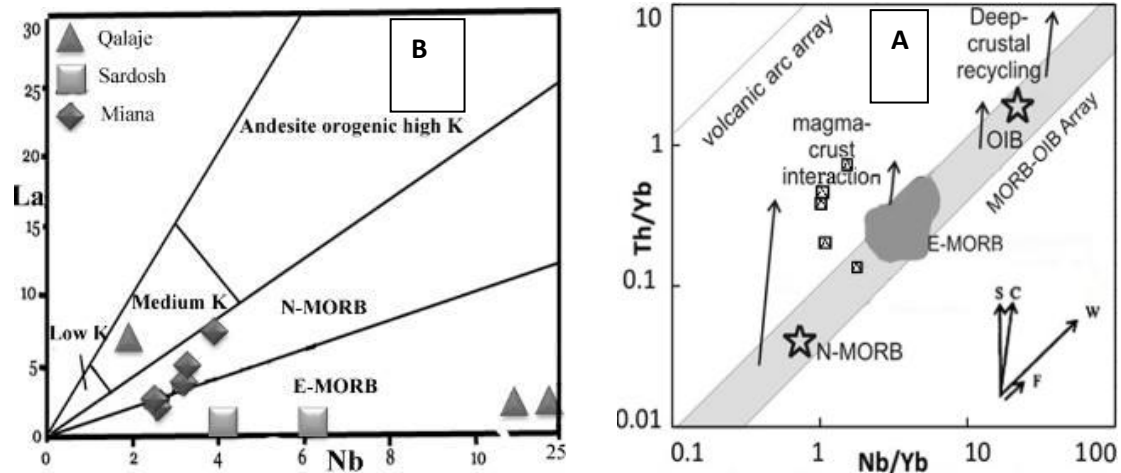 30
25
20
La
15
10
5
0
Qalaje
Sardosh
Miana
B
Andesite orogenic high K
Medium K
Low K
N-MORB
E-MORB
0
2
4
6
8
10
25
Nb
10
1
Th/Yb
0.1
0.01
volcanic arc array
A
Deep-
crustal
recycling
magma-
crust
interaction
OIB
MORB-OIB Array
E-MORB
N-MORB
S C
W
F
0.1
1
10
100
Nb/Yb